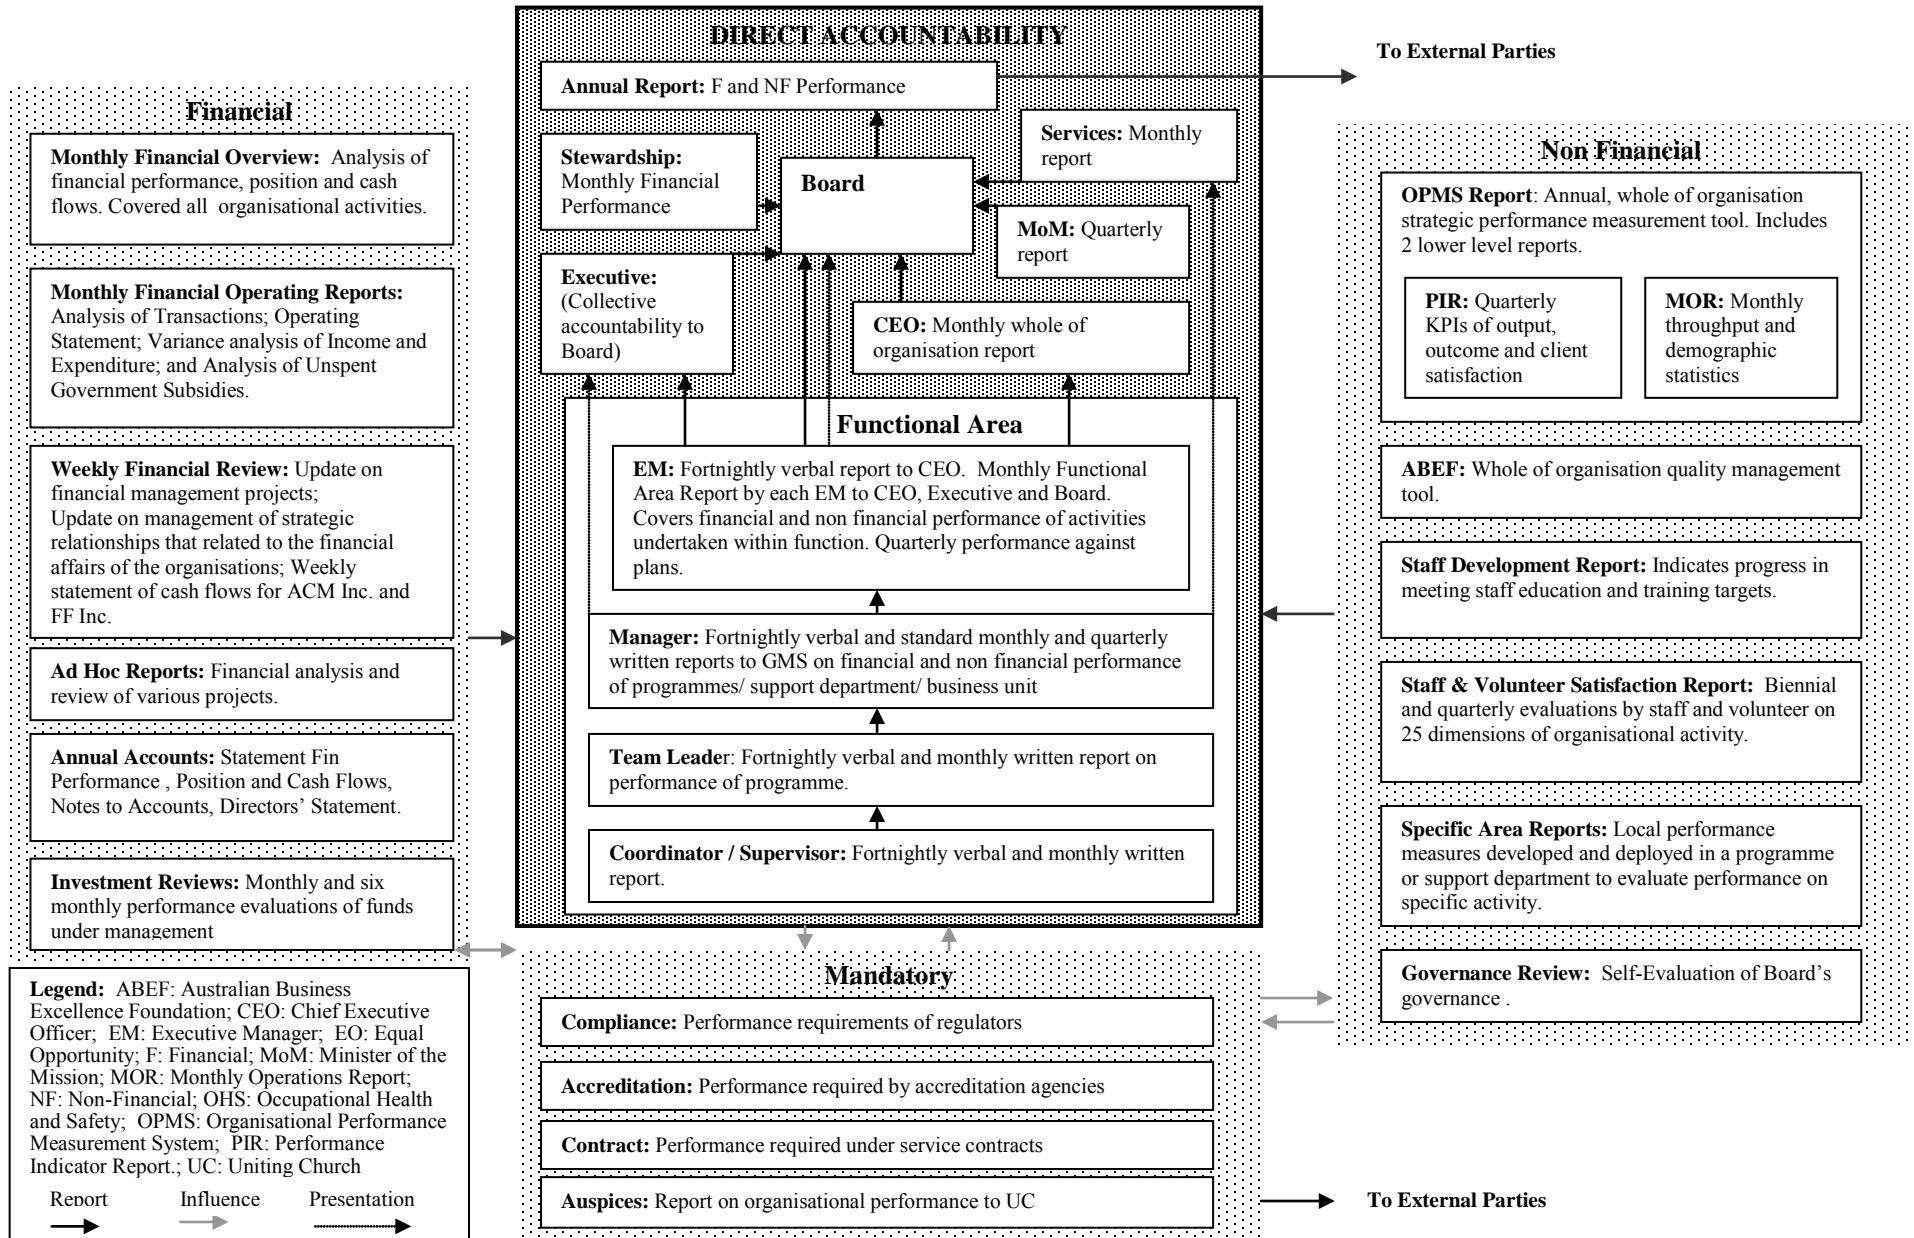 DIRECT ACCOUNTABILITY
To External Parties
Annual Report: F and NF Performance
Stewardship:
Monthly Financial
Performance
Board
Services: Monthly
report
MoM: Quarterly
report
Executive:
(Collective
accountability to
Board)
CEO: Monthly whole of
organisation report
Functional Area
EM: Fortnightly verbal report to CEO. Monthly Functional
Area Report by each EM to CEO, Executive and Board.
Covers financial and non financial performance of activities
undertaken within function. Quarterly performance against
plans.
Manager: Fortnightly verbal and standard monthly and quarterly
written reports to GMS on financial and non financial performance
of programmes/ support department/ business unit
Team Leader: Fortnightly verbal and monthly written report on
performance of programme.
Coordinator / Supervisor: Fortnightly verbal and monthly written
report.
Financial
Monthly Financial Overview: Analysis of
financial performance, position and cash
flows. Covered all organisational activities.
Monthly Financial Operating Reports:
Analysis of Transactions; Operating
Statement; Variance analysis of Income and
Expenditure; and Analysis of Unspent
Government Subsidies.
Weekly Financial Review: Update on
financial management projects;
Update on management of strategic
relationships that related to the financial
affairs of the organisations; Weekly
statement of cash flows for ACM Inc. and
FF Inc.
Ad Hoc Reports: Financial analysis and
review of various projects.
Annual Accounts: Statement Fin
Performance , Position and Cash Flows,
Notes to Accounts, Directors’ Statement.
Investment Reviews: Monthly and six
monthly performance evaluations of funds
under management
Non Financial
OPMS Report: Annual, whole of organisation
strategic performance measurement tool. Includes
2 lower level reports.
PIR: Quarterly
KPIs of output,
outcome and client
satisfaction
MOR: Monthly
throughput and
demographic
statistics
ABEF: Whole of organisation quality management
tool.
Staff Development Report: Indicates progress in
meeting staff education and training targets.
Staff & Volunteer Satisfaction Report: Biennial
and quarterly evaluations by staff and volunteer on
25 dimensions of organisational activity.
Specific Area Reports: Local performance
measures developed and deployed in a programme
or support department to evaluate performance on
specific activity.
Governance Review: Self-Evaluation of Board’s
governance .
Mandatory
Compliance: Performance requirements of regulators
Accreditation: Performance required by accreditation agencies
Contract: Performance required under service contracts
Auspices: Report on organisational performance to UC
To External Parties
Legend: ABEF: Australian Business
Excellence Foundation; CEO: Chief Executive
Officer; EM: Executive Manager; EO: Equal
Opportunity; F: Financial; MoM: Minister of the
Mission; MOR: Monthly Operations Report;
NF: Non-Financial; OHS: Occupational Health
and Safety; OPMS: Organisational Performance
Measurement System; PIR: Performance
Indicator Report.; UC: Uniting Church
Report Influence Presentation